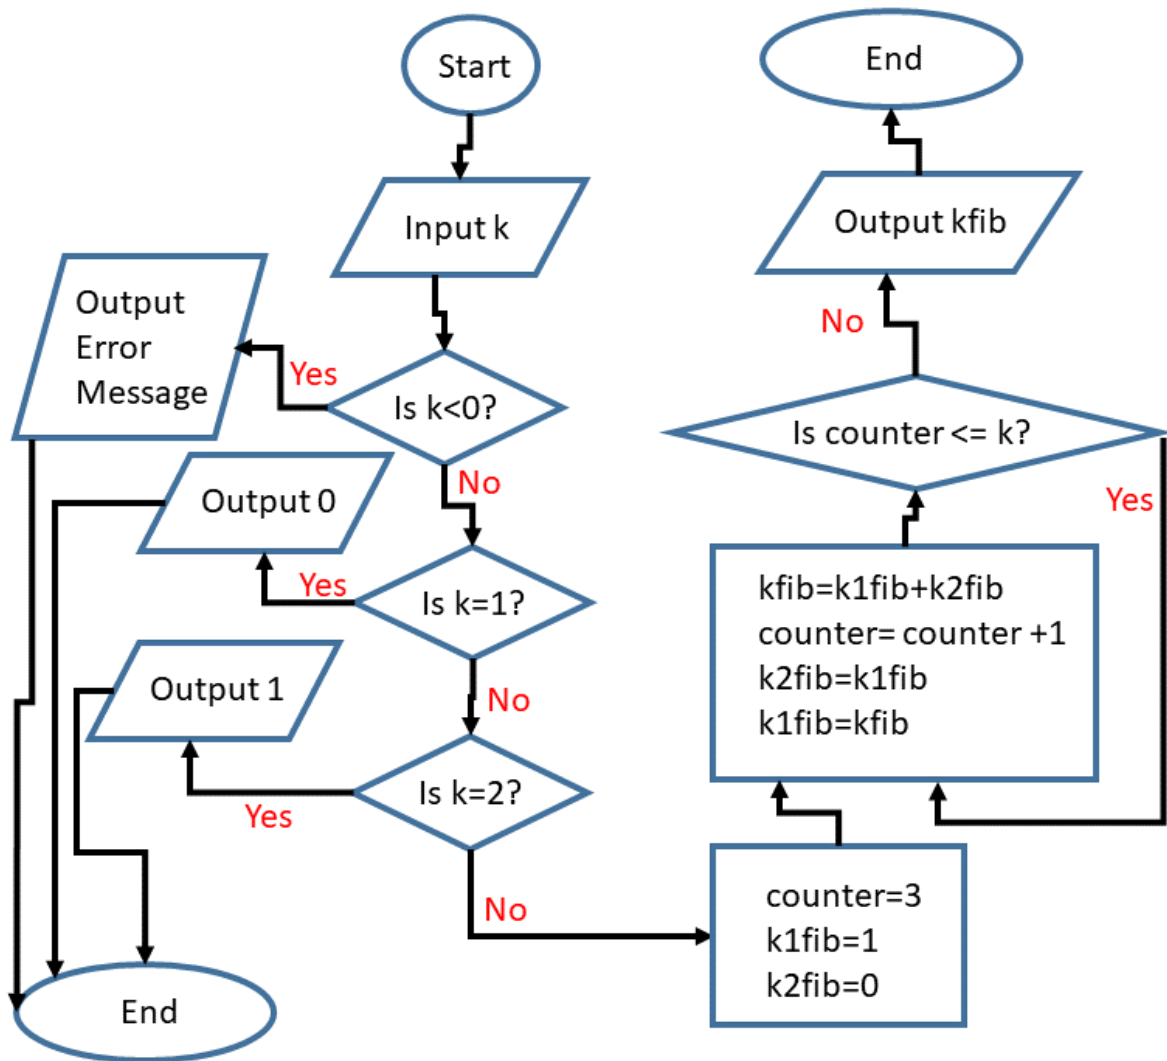 Start
Input k
Is k<0?
Yes
Output
Error
Message
No
Is k=1?
Yes
Output 0
No
Is k=2?
Yes
Output 1
End
No
counter=3
k1fib=1
k2fib=0
kfib=k1fib+k2fib
counter= counter +1
k2fib=k1fib
k1fib=kfib
Is counter <= k?
Yes
No
Output kfib
End